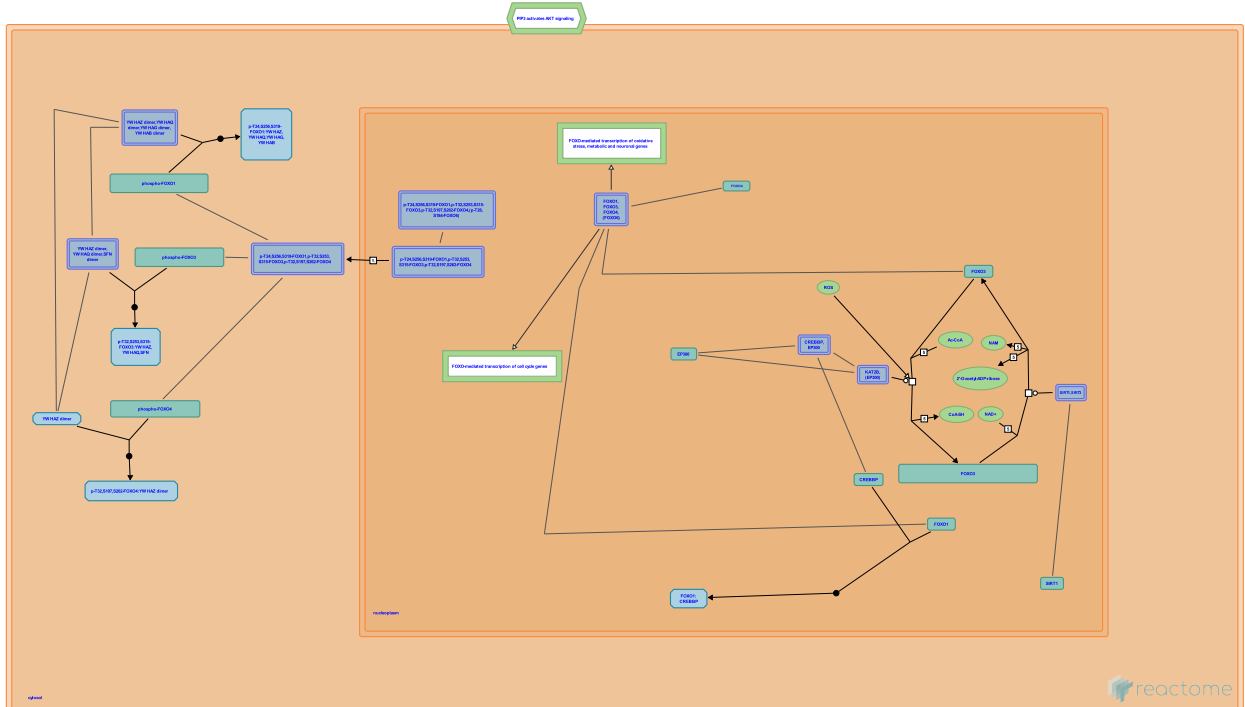 PIP3 activates AKT signaling
YWHAZ dimer,YWHAQ
dimer,YWHAG dimer,
YWHAB dimer
p-T24,S256,S319-
FOXO1:YWHAZ,
YWHAQ,YWHAG,
YWHAB
phospho-FOXO1
YWHAZ dimer,
YWHAQ dimer,SFN
dimer
phospho-FOXO3
p-T24,S256,S319-FOXO1,p-T32,S253,
S315-FOXO3,p-T32,S197,S262-FOXO4
p-T32,S253,S315-
FOXO3:YWHAZ,
YWHAQ,SFN
phospho-FOXO4
YWHAZ dimer
p-T32,S197,S262-FOXO4:YWHAZ dimer
p-T24,S256,S319-FOXO1,p-T32,S253,S315-
FOXO3,p-T32,S197,S262-FOXO4,(p-T26,
S184-FOXO6)
p-T24,S256,S319-FOXO1,p-T32,S253,
S315-FOXO3,p-T32,S197,S262-FOXO4
FOXO-mediated transcription of oxidative
stress, metabolic and neuronal genes
FOXO1,
FOXO3,
FOXO4,
(FOXO6)
FOXO3
ROS
FOXO-mediated transcription of cell cycle genes
EP300
CREBBP,
EP300
KAT2B,
(EP300)
Ac-CoA
NAM
2'-O-acetyl-ADP-ribose
CoA-SH
NAD+
SIRT1,SIRT3
FOXO3
CREBBP
FOXO1
SIRT1
FOXO1:
CREBBP
nucleoplasm
cytosol
reactome